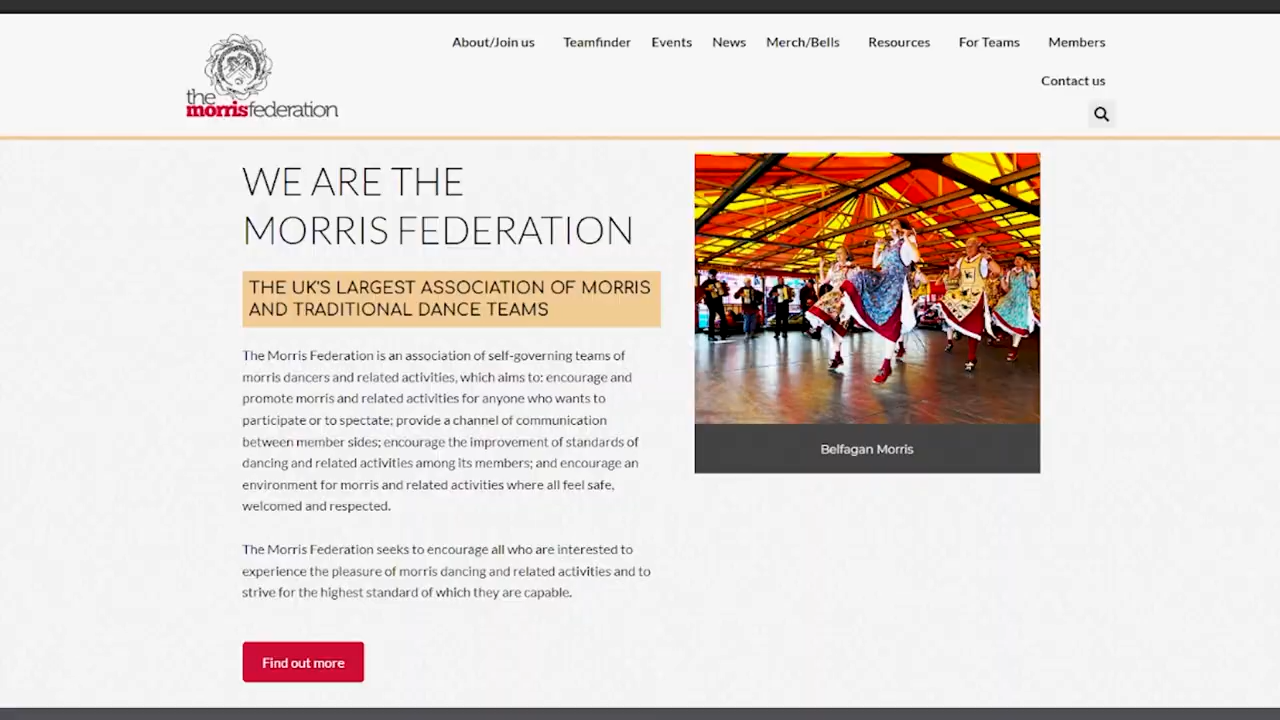 About/Join us Teamfinder Events News Merch/Bells Resources For Teams Members
Contact us
the
morrisfederation
WE ARE THE
MORRIS FEDERATION
THE UK'S LARGEST ASSOCIATION OF MORRIS
AND TRADITIONAL DANCE TEAMS
The Morris Federation is an association of self-governing teams of
morris dancers and related activities, which aims to: encourage and
promote morris and related activities for anyone who wants to
participate or to spectate; provide a channel of communication
between member sides; encourage the improvement of standards of
dancing and related activities among its members; and encourage an
environment for morris and related activities where all feel safe,
welcomed and respected.
The Morris Federation seeks to encourage all who are interested to
experience the pleasure of morris dancing and related activities and to
strive for the highest standard of which they are capable.
Find out more
Belfagan Morris